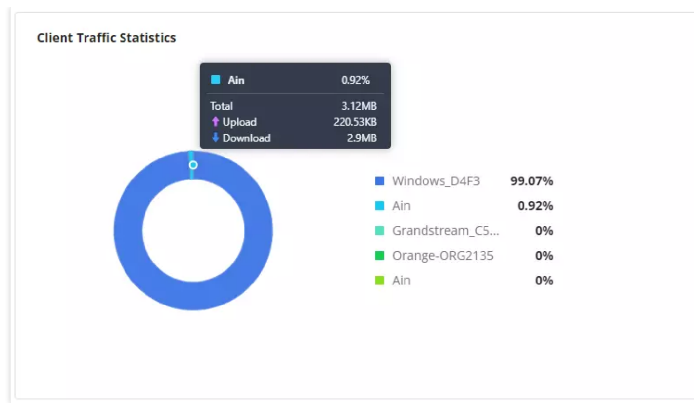 Client Traffic Statistics
Ain 0.92%
Total 3.12MB
Upload 220.53KB
Download 2.9MB
Windows_D4F3 99.07%
Ain 0.92%
Grandstream_C5... 0%
Orange-ORG2135 0%
Ain 0%